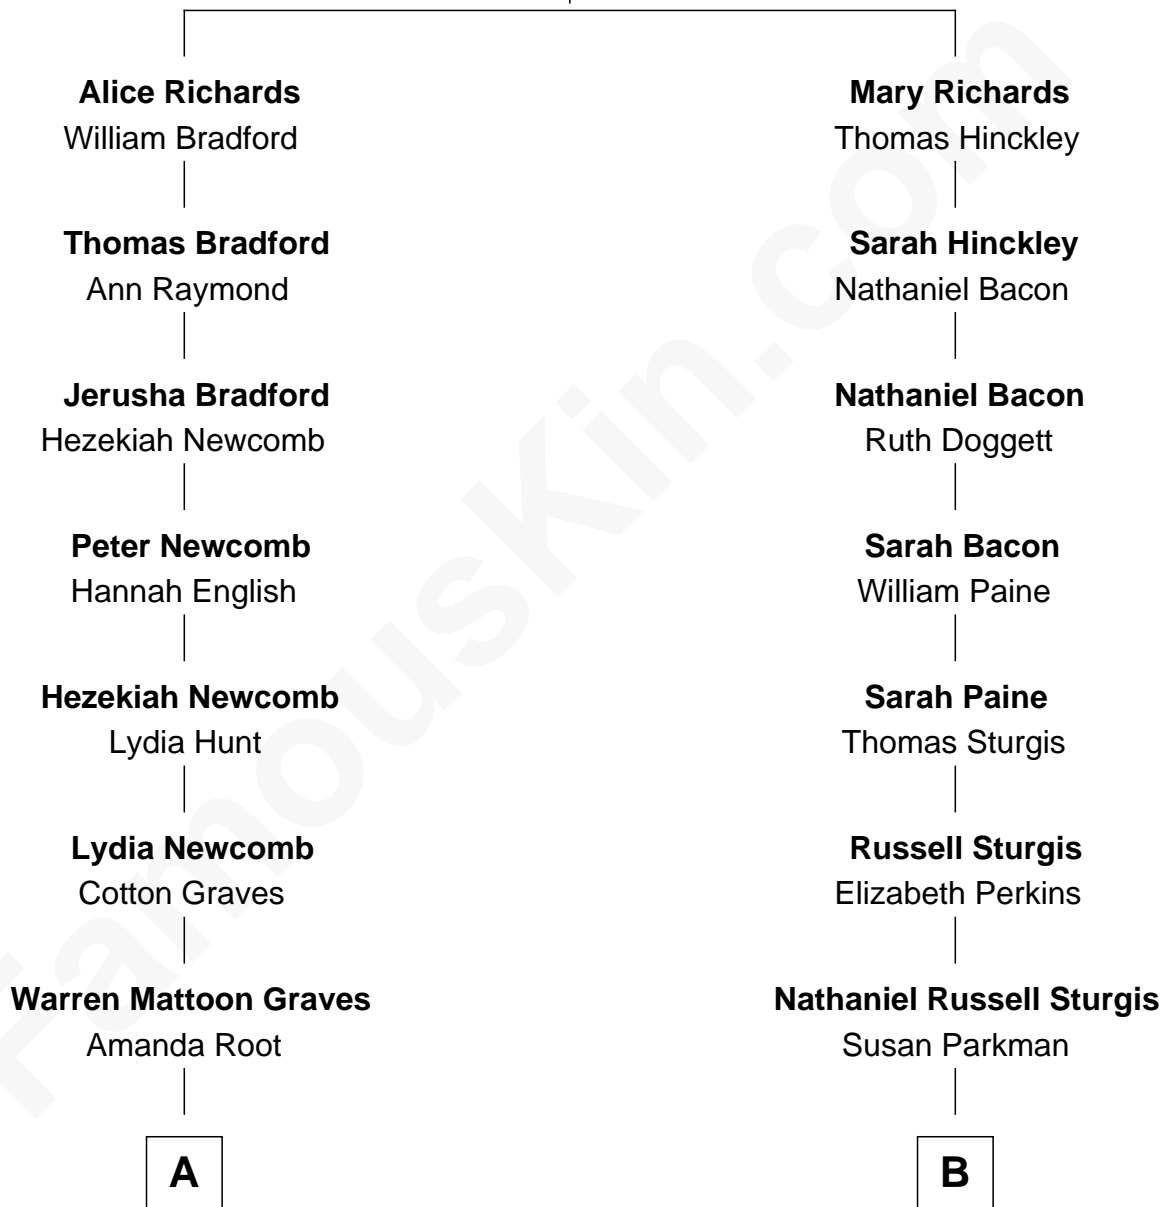 Alice Richards
William Bradford
Thomas Bradford
Ann Raymond
Jerusha Bradford
Hezekiah Newcomb
Peter Newcomb
Hannah English
Hezekiah Newcomb
Lydia Hunt
Lydia Newcomb
Cotton Graves
Warren Mattoon Graves
Amanda Root
A
Mary Richards
Thomas Hinckley
Sarah Hinckley
Nathaniel Bacon
Nathaniel Bacon
Ruth Doggett
Sarah Bacon
William Paine
Sarah Paine
Thomas Sturgis
Russell Sturgis
Elizabeth Perkins
Nathaniel Russell Sturgis
Susan Parkman
B
FamousKin.com